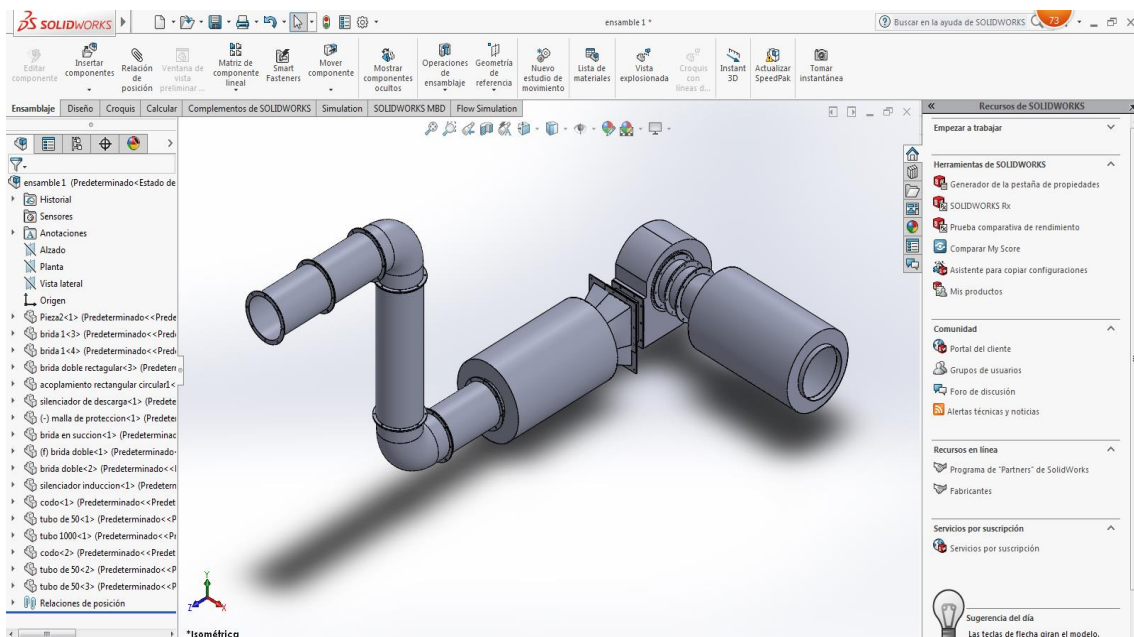 SOLIDWORKS
ensamble 1 *
Buscar en la ayuda de SOLIDWORKS
73
Editar componente
Insertar componentes
Relación de posición
Ventana de vista preliminar ...
Matriz de componente lineal
Smart Fasteners
Mover componente
Mostrar componentes ocultos
Operaciones de ensamblaje
Geometría de referencia
Nuevo estudio de movimiento
Lista de materiales
Vista explosionada
Croquis con líneas d...
Instant 3D
Actualizar SpeedPak
Tomar instantánea
Ensamblaje
Diseño
Croquis
Calcular
Complementos de SOLIDWORKS
Simulation
SOLIDWORKS MBD
Flow Simulation
ensamble 1 (Predeterminado<Estado de
Historial
Sensores
Anotaciones
Alzado
Planta
Vista lateral
Origen
Pieza2<1> (Predeterminado<<Prede
brida 1<3> (Predeterminado<<Predi
brida 1<4> (Predeterminado<<Predi
brida doble rectagular<3> (Predeterr
acoplamiento rectangular circular1<
silenciador de descarga<1> (Predete
(-) malla de proteccion<1> (Predeter
brida en succion<1> (Predeterminac
(f) brida doble<1> (Predeterminado
brida doble<2> (Predeterminado<<I
silenciador induccion<1> (Predetern
codo<1> (Predeterminado<<Predet
tubo de 50<1> (Predeterminado<<P
tubo 1000<1> (Predeterminado<<Pr
codo<2> (Predeterminado<<Predet
tubo de 50<2> (Predeterminado<<P
tubo de 50<3> (Predeterminado<<P
Relaciones de posición
Y
Z
X
*Isométrica
Recursos de SOLIDWORKS
Empezar a trabajar
Herramientas de SOLIDWORKS
Generador de la pestaña de propiedades
SOLIDWORKS Rx
Prueba comparativa de rendimiento
Comparar My Score
Asistente para copiar configuraciones
Mis productos
Comunidad
Portal del cliente
Grupos de usuarios
Foro de discusión
Alertas técnicas y noticias
Recursos en línea
Programa de "Partners" de SolidWorks
Fabricantes
Servicios por suscripción
Servicios por suscripción
Sugerencia del día
Las teclas de flecha giran el modelo.